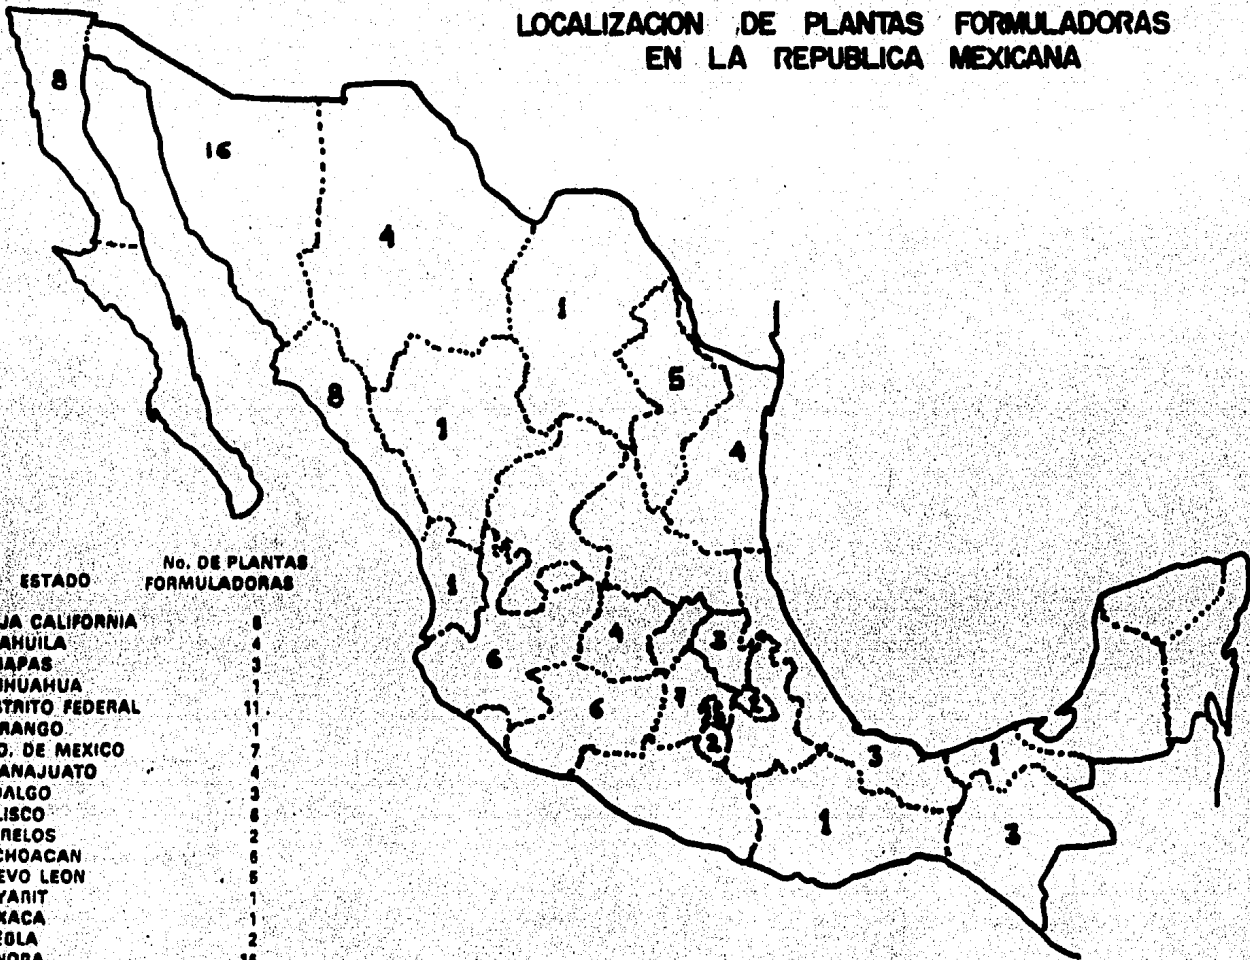 LOCALIZACION DE PLANTAS FORMULADORAS
EN LA REPUBLICA MEXICANA
8
16
4
1
5
8
1
4
1
6
4
3
6
7
2
3
1
1
3
ESTADO
No. DE PLANTAS
FORMULADORAS
JA CALIFORNIA 8
AHUILA 4
IAPAS 3
IHUAHUA 1
STRITO FEDERAL 11
RANGO 1
O. DE MEXICO 7
ANAJUATO 4
DALGO 3
LISCO 6
RELOS 2
CHOACAN 6
EVO LEON 5
YARIT 1
XACA 1
EBLA 2
NORA 16